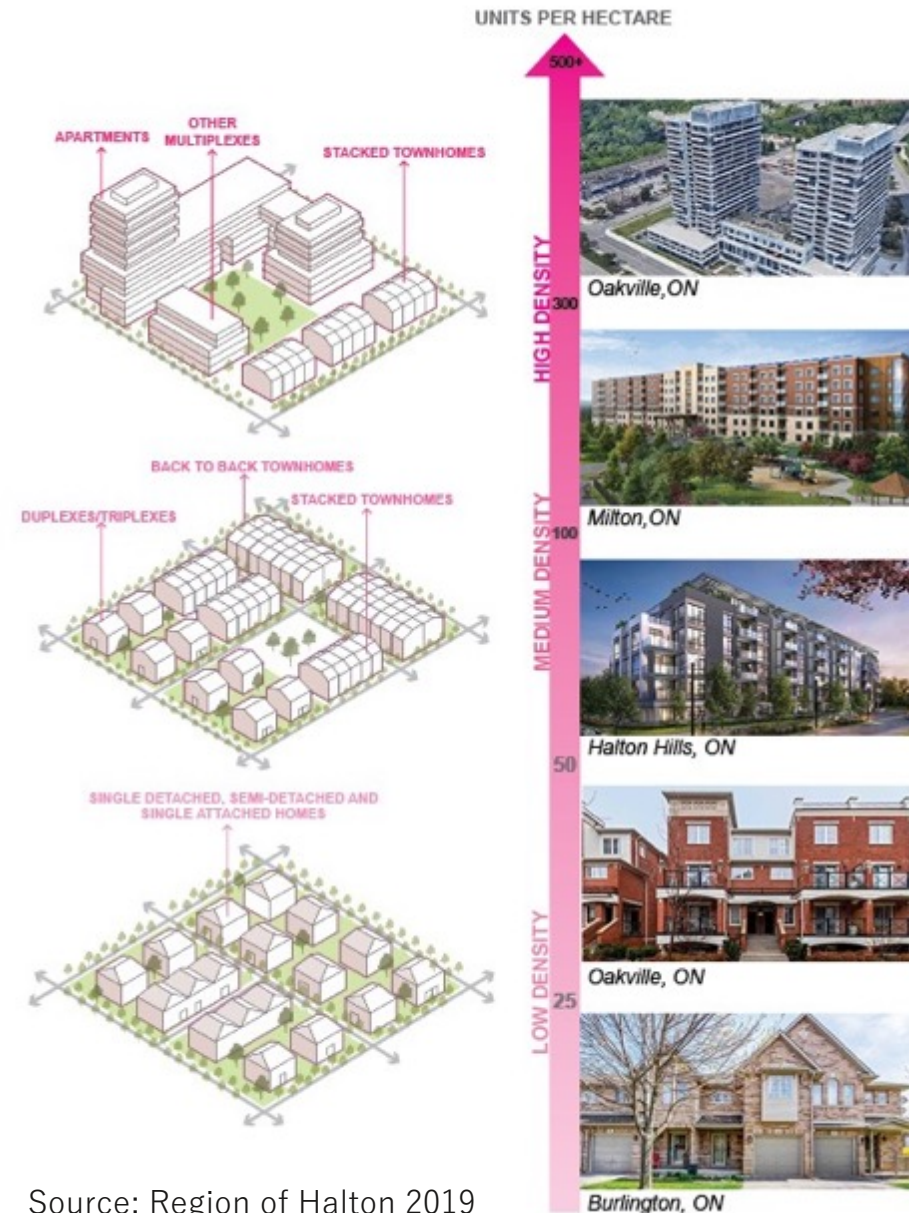 UNITS PER HECTARE
500+
APARTMENTS
OTHER
MULTIPLEXES
STACKED TOWNHOMES
HIGH DENSITY
300
Oakville,ON
BACK TO BACK TOWNHOMES
STACKED TOWNHOMES
DUPLEXES/TRIPLEXES
MEDIUM DENSITY
100
Milton,ON
50
Halton Hills, ON
SINGLE DETACHED, SEMI-DETACHED AND
SINGLE ATTACHED HOMES
LOW DENSITY
25
Oakville, ON
Burlington, ON
Source: Region of Halton 2019